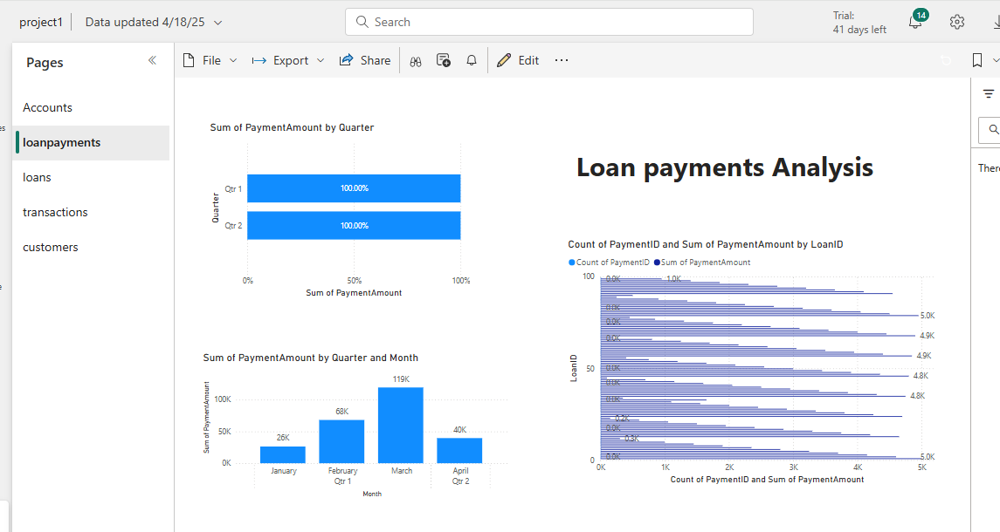 project1
Data updated 4/18/25
Search
Trial:
41 days left
14
Pages
File
Export
Share
Edit
Accounts
loanpayments
loans
transactions
customers
Sum of PaymentAmount by Quarter
Quarter
Qtr 1
100.00%
Qtr 2
100.00%
0%
50%
100%
Sum of PaymentAmount
Loan payments Analysis
Sum of PaymentAmount by Quarter and Month
Sum of PaymentAmount
100K
50K
0K
26K
68K
119K
40K
January
February
March
April
Qtr 1
Qtr 2
Month
Count of PaymentID and Sum of PaymentAmount by LoanID
Count of PaymentID
Sum of PaymentAmount
LoanID
100
50
0
0.0K
1.0K
0.0K
5.0K
0.0K
4.9K
0.0K
4.9K
0.0K
4.8K
0.0K
4.8K
0.0K
0.2K
0.0K
0.3K
0.0K
5.0K
0K
1K
2K
3K
4K
5K
Count of PaymentID and Sum of PaymentAmount